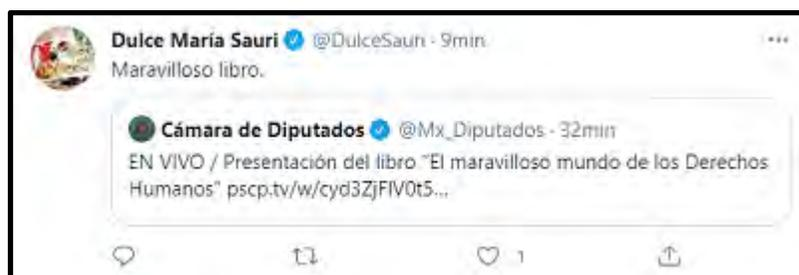 Dulce María Sauri @DulceSauri · 9min
Maravilloso libro.
Cámara de Diputados @Mx_Diputados · 32min
EN VIVO / Presentación del libro "El maravilloso mundo de los Derechos
Humanos" pscp.tv/w/cyd3ZjFlV0t5...
1